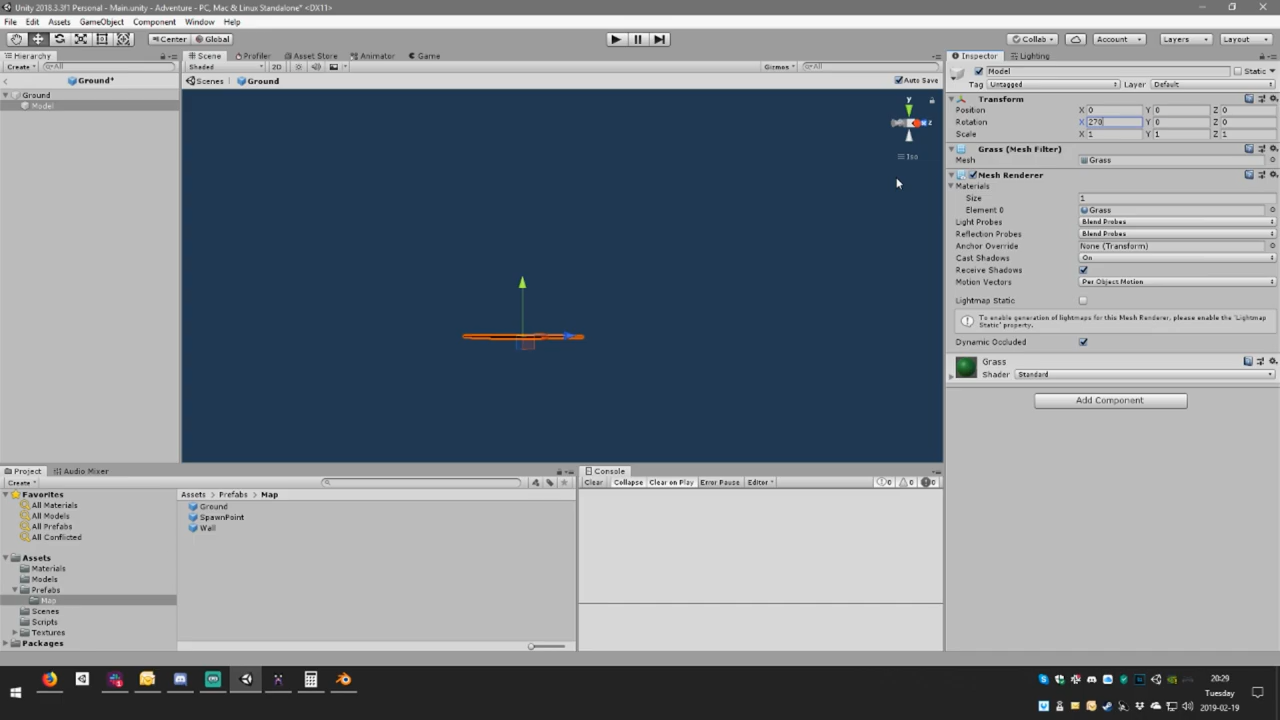 Unity 2018.3.3f1 Personal - Main.unity - Adventure - PC, Mac & Linux Standalone* <DX11>
File Edit Assets GameObject Component Window Help
Center Global
Collab Account Layers Layout
Hierarchy
Create All
Ground*
Ground
Model
Scene Profiler Asset Store Animator Game
Shaded 2D Gizmos All
Scenes Ground Auto Save
y
z
Iso
Inspector Lighting
Model Static
Tag Untagged Layer Default
Transform
Position X 0 Y 0 Z 0
Rotation X 270 Y 0 Z 0
Scale X 1 Y 1 Z 1
Grass (Mesh Filter)
Mesh Grass
Mesh Renderer
Materials
Size 1
Element 0 Grass
Light Probes Blend Probes
Reflection Probes Blend Probes
Anchor Override None (Transform)
Cast Shadows On
Receive Shadows
Motion Vectors Per Object Motion
Lightmap Static
To enable generation of lightmaps for this Mesh Renderer, please enable the 'Lightmap
Static' property.
Dynamic Occluded
Grass
Shader Standard
Add Component
Project Audio Mixer
Create
Favorites
All Materials
All Models
All Prefabs
All Conflicted
Assets
Materials
Models
Prefabs
Map
Scenes
Scripts
Textures
Packages
Assets Prefabs Map
Ground
SpawnPoint
Wall
Console
Clear Collapse Clear on Play Error Pause Editor 0 0 0
20:29
Tuesday
2019-02-19